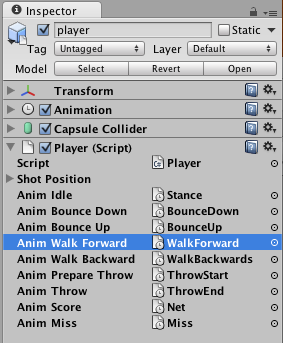 Inspector
player Static
Tag Untagged Layer Default
Model Select Revert Open
Transform
Animation
Capsule Collider
Player (Script)
Script Player
Shot Position
Anim Idle Stance
Anim Bounce Down BounceDown
Anim Bounce Up BounceUp
Anim Walk Forward WalkForward
Anim Walk Backward WalkBackwards
Anim Prepare Throw ThrowStart
Anim Throw ThrowEnd
Anim Score Net
Anim Miss Miss